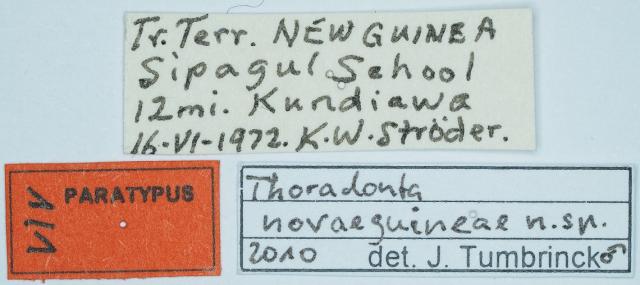 Tr. Terr. NEW GUINEA
Sipagul School
12mi. Kundiawa
16-VI-1972. K.W. Ströder.
PARATYPUS
Thoradonta
novaeguineae n.sp.
2010 det. J. Tumbrinck ♂